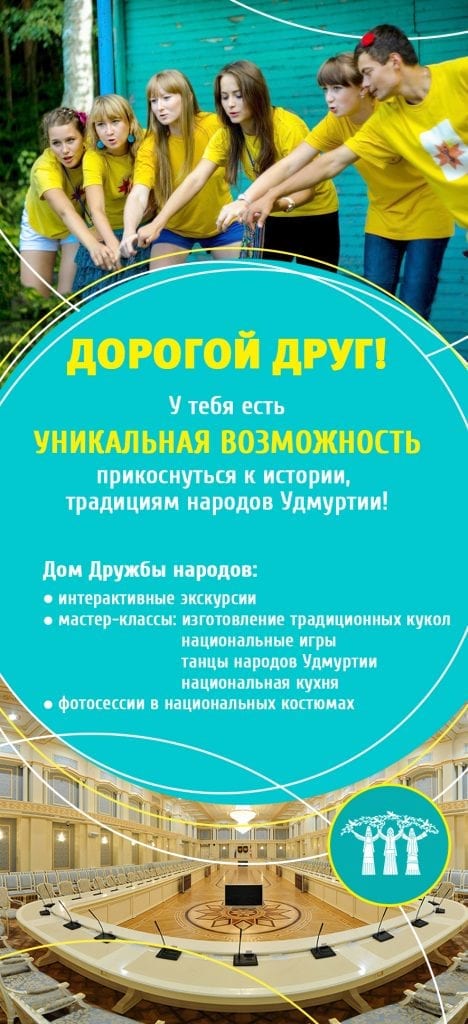 ДОРОГОЙ ДРУГ!
У тебя есть
УНИКАЛЬНАЯ ВОЗМОЖНОСТЬ
прикоснуться к истории,
традициям народов Удмуртии!
Дом Дружбы народов:
● интерактивные экскурсии
● мастер-классы: изготовление традиционных кукол
национальные игры
танцы народов Удмуртии
национальная кухня
● фотосессии в национальных костюмах